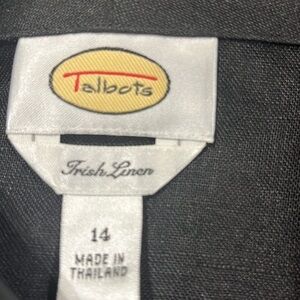 Talbots
Irish Linen
14
MADE IN
THAILAND